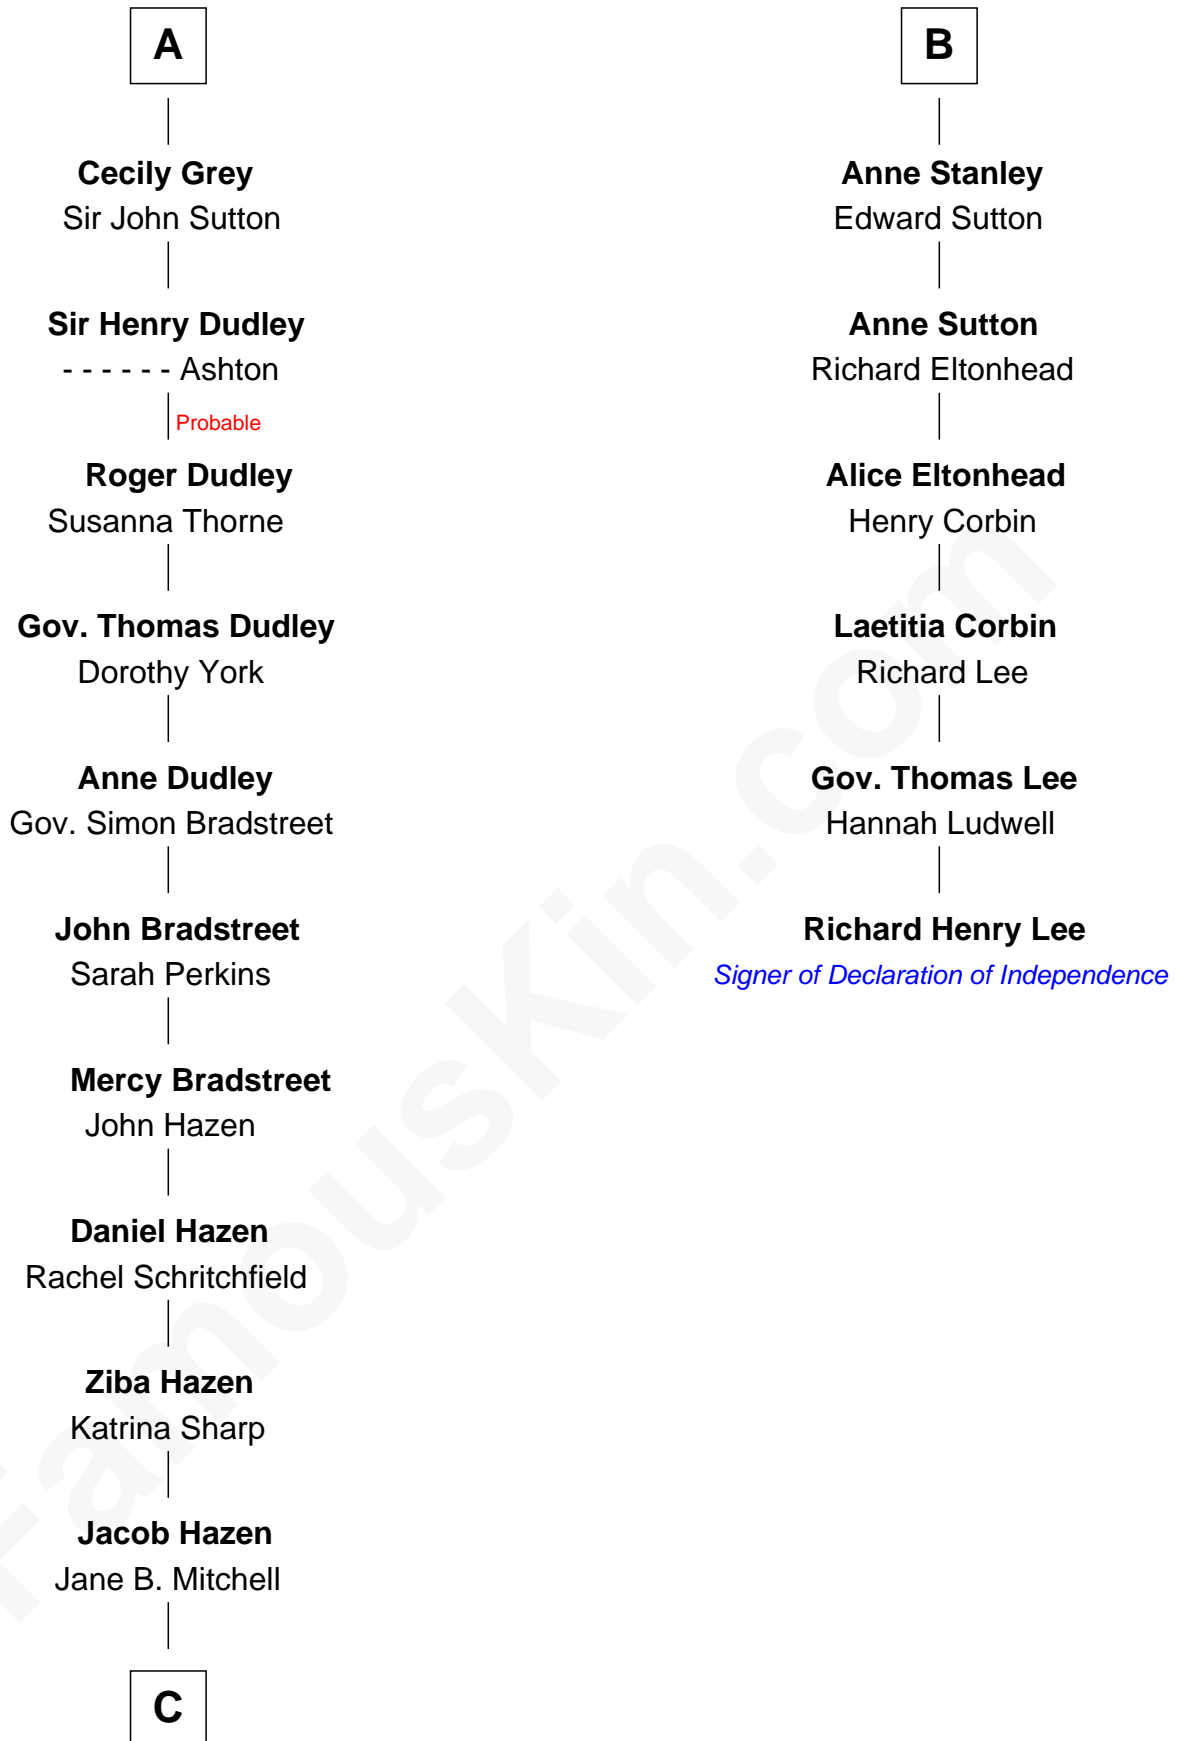 A
Cecily Grey
Sir John Sutton
Sir Henry Dudley
- - - - - - Ashton
Probable
Roger Dudley
Susanna Thorne
Gov. Thomas Dudley
Dorothy York
Anne Dudley
Gov. Simon Bradstreet
John Bradstreet
Sarah Perkins
Mercy Bradstreet
John Hazen
Daniel Hazen
Rachel Schritchfield
Ziba Hazen
Katrina Sharp
Jacob Hazen
Jane B. Mitchell
C
B
Anne Stanley
Edward Sutton
Anne Sutton
Richard Eltonhead
Alice Eltonhead
Henry Corbin
Laetitia Corbin
Richard Lee
Gov. Thomas Lee
Hannah Ludwell
Richard Henry Lee
Signer of Declaration of Independence
FamousKin.com